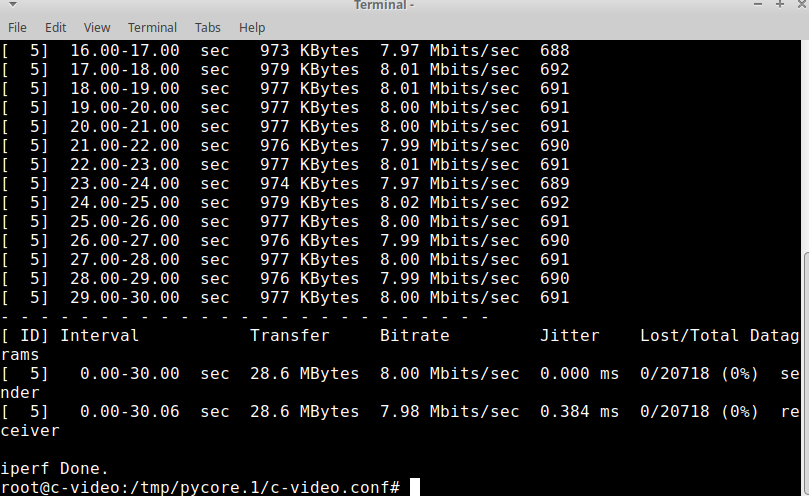 Terminal -
File Edit View Terminal Tabs Help
[  5]  16.00-17.00  sec   973 KBytes  7.97 Mbits/sec  688
[  5]  17.00-18.00  sec   979 KBytes  8.01 Mbits/sec  692
[  5]  18.00-19.00  sec   977 KBytes  8.01 Mbits/sec  691
[  5]  19.00-20.00  sec   977 KBytes  8.00 Mbits/sec  691
[  5]  20.00-21.00  sec   977 KBytes  8.00 Mbits/sec  691
[  5]  21.00-22.00  sec   976 KBytes  7.99 Mbits/sec  690
[  5]  22.00-23.00  sec   977 KBytes  8.01 Mbits/sec  691
[  5]  23.00-24.00  sec   974 KBytes  7.97 Mbits/sec  689
[  5]  24.00-25.00  sec   979 KBytes  8.02 Mbits/sec  692
[  5]  25.00-26.00  sec   977 KBytes  8.00 Mbits/sec  691
[  5]  26.00-27.00  sec   976 KBytes  7.99 Mbits/sec  690
[  5]  27.00-28.00  sec   977 KBytes  8.00 Mbits/sec  691
[  5]  28.00-29.00  sec   976 KBytes  7.99 Mbits/sec  690
[  5]  29.00-30.00  sec   977 KBytes  8.00 Mbits/sec  691
- - - - - - - - - - - - - - - - - - - - - - - - -
[ ID] Interval           Transfer     Bitrate         Jitter    Lost/Total Datag
rams
[  5]   0.00-30.00  sec  28.6 MBytes  8.00 Mbits/sec  0.000 ms  0/20718 (0%)  se
nder
[  5]   0.00-30.06  sec  28.6 MBytes  7.98 Mbits/sec  0.384 ms  0/20718 (0%)  re
ceiver
iperf Done.
root@c-video:/tmp/pycore.1/c-video.conf#